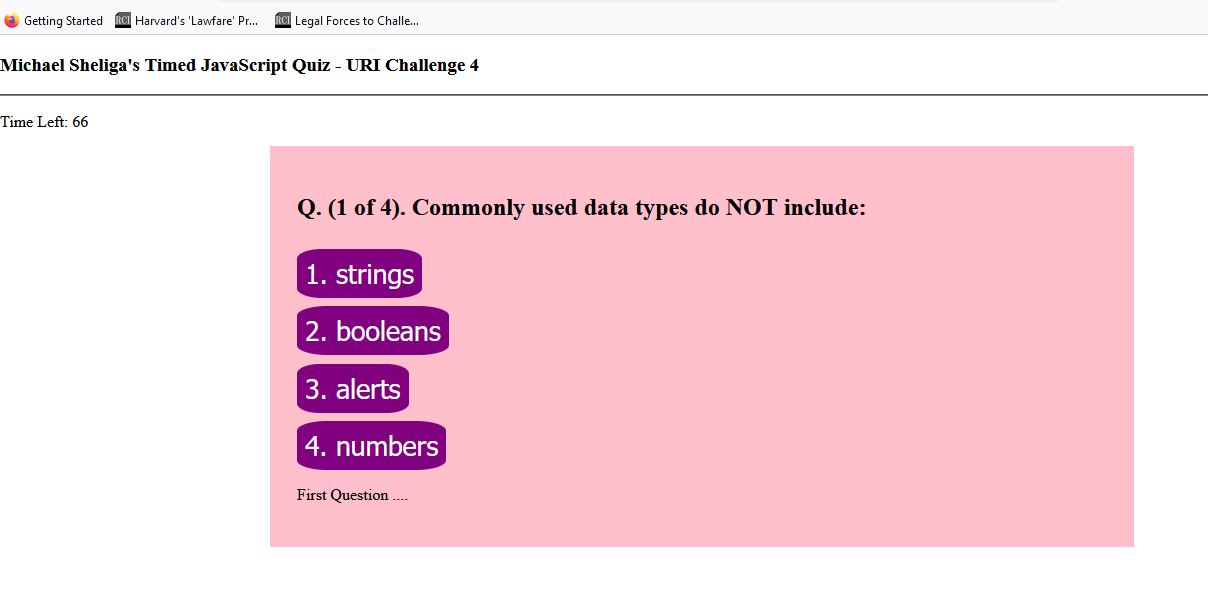 Getting Started RCI Harvard's 'Lawfare' Pr... RCI Legal Forces to Challe...
Michael Sheliga's Timed JavaScript Quiz - URI Challenge 4
Time Left: 66
Q. (1 of 4). Commonly used data types do NOT include:
1. strings
2. booleans
3. alerts
4. numbers
First Question ....